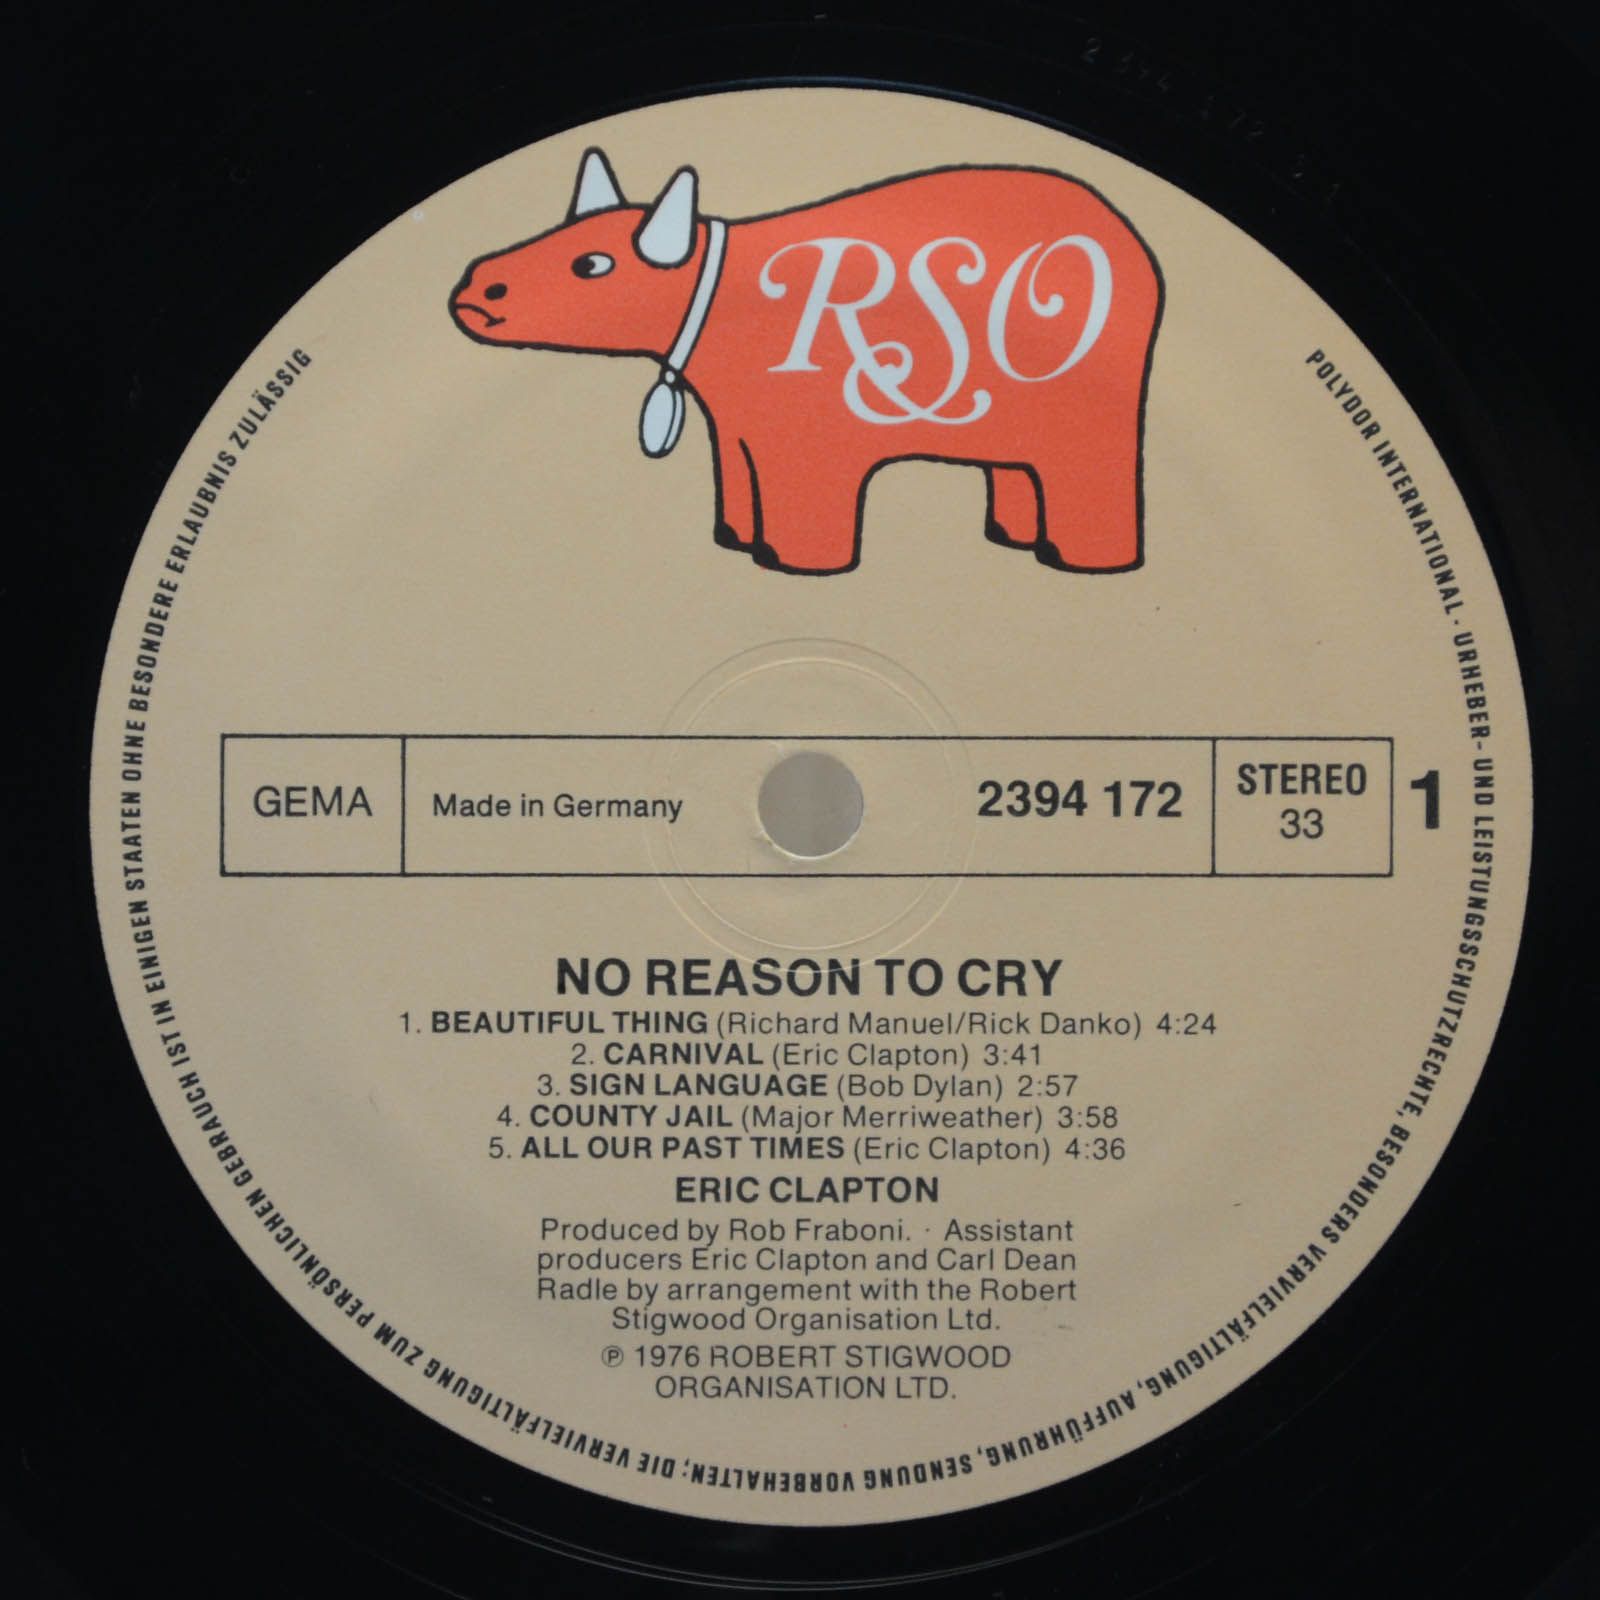 2394 172 2 1
RSO
GEMA
Made in Germany
2394 172
STEREO
33
1
NO REASON TO CRY
1. BEAUTIFUL THING (Richard Manuel/Rick Danko) 4:24
2. CARNIVAL (Eric Clapton) 3:41
3. SIGN LANGUAGE (Bob Dylan) 2:57
4. COUNTY JAIL (Major Merriweather) 3:58
5. ALL OUR PAST TIMES (Eric Clapton) 4:36
ERIC CLAPTON
Produced by Rob Fraboni. · Assistant
producers Eric Clapton and Carl Dean
Radle by arrangement with the Robert
Stigwood Organisation Ltd.
℗ 1976 ROBERT STIGWOOD
ORGANISATION LTD.
POLYDOR INTERNATIONAL · URHEBER- UND LEISTUNGSSCHUTZRECHTE, BESONDERS VERVIELFÄLTIGUNG, AUFFÜHRUNG, SENDUNG VORBEHALTEN; DIE VERVIELFÄLTIGUNG ZUM PERSÖNLICHEN GEBRAUCH IST IN EINIGEN STAATEN OHNE BESONDERE ERLAUBNIS ZULÄSSIG